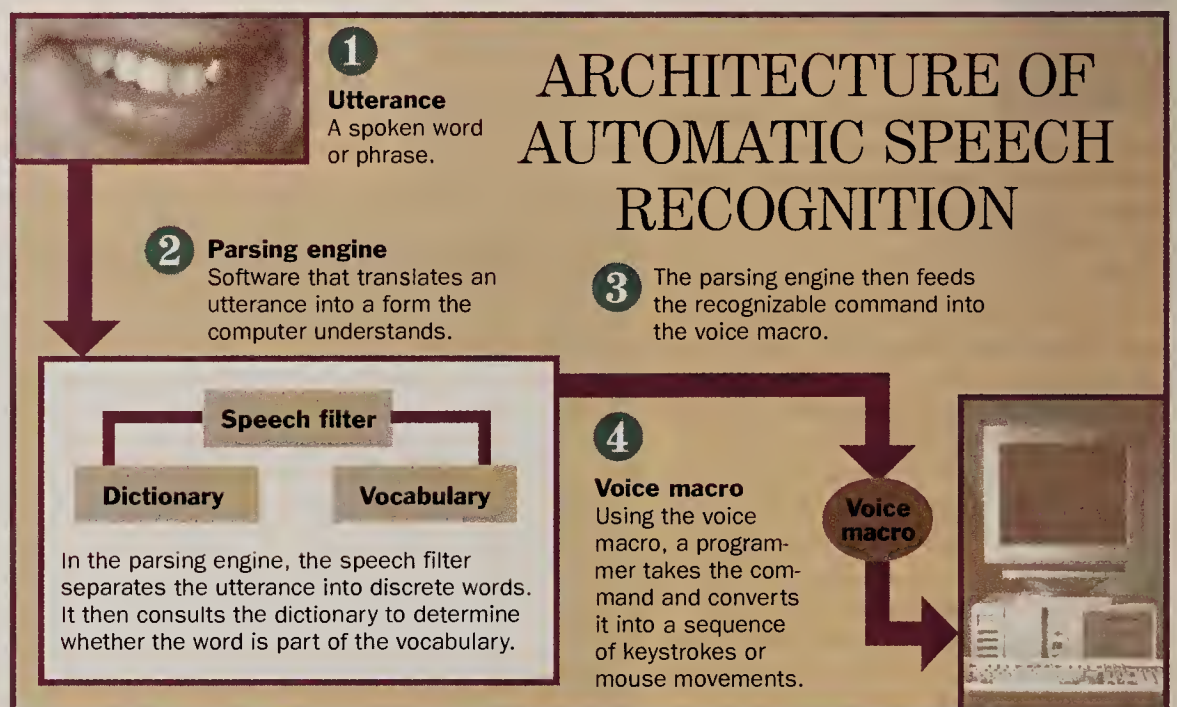 ARCHITECTURE OF
AUTOMATIC SPEECH
RECOGNITION
1
Utterance
A spoken word
or phrase.
2
Parsing engine
Software that translates an
utterance into a form the
computer understands.
3
The parsing engine then feeds
the recognizable command into
the voice macro.
Speech filter
Dictionary
Vocabulary
In the parsing engine, the speech filter
separates the utterance into discrete words.
It then consults the dictionary to determine
whether the word is part of the vocabulary.
4
Voice macro
Using the voice
macro, a program-
mer takes the com-
mand and converts
it into a sequence
of keystrokes or
mouse movements.
Voice
macro